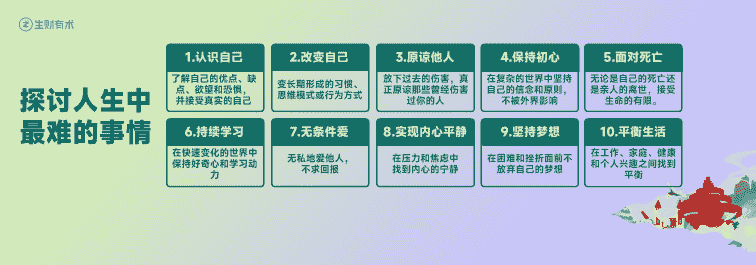 生财有术
探讨人生中
最难的事情
1.认识自己
了解自己的优点、缺
点、欲望和恐惧，
并接受真实的自己
2.改变自己
变长期形成的习惯、
思维模式或行为方式
3.原谅他人
放下过去的伤害，真
正原谅那些曾经伤害
过你的人
4.保持初心
在复杂的世界中坚持
自己的信念和原则，
不被外界影响
5.面对死亡
无论是自己的死亡还
是亲人的离世，接受
生命的有限。
6.持续学习
在快速变化的世界中
保持好奇心和学习动
力
7.无条件爱
无私地爱他人，
不求回报
8.实现内心平静
在压力和焦虑中
找到内心的宁静
9.坚持梦想
在困难和挫折面前不
放弃自己的梦想
10.平衡生活
在工作、家庭、健康
和个人兴趣之间找到
平衡